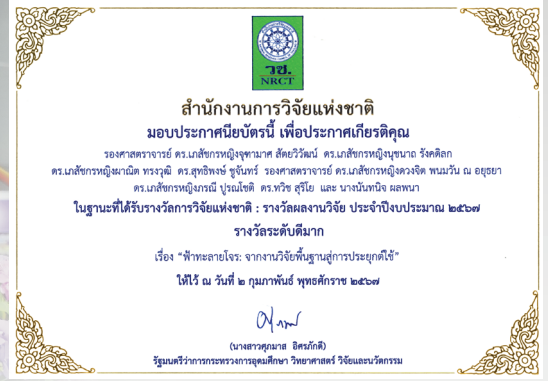 วช.
NRCT
สำนักงานการวิจัยแห่งชาติ
มอบประกาศนียบัตรนี้ เพื่อประกาศเกียรติคุณ
รองศาสตราจารย์ ดร.เภสัชกรหญิงจุฑามาศ สัตยวิวัฒน์ ดร.เภสัชกรหญิงนุชนาถ รังคดิลก
ดร.เภสัชกรหญิงผาณิต ทรงวุฒิ ดร.สุทธิพงษ์ ชูจันทร์ รองศาสตราจารย์ ดร.เภสัชกรหญิงดวงจิต พนมวัน ณ อยุธยา
ดร.เภสัชกรหญิงภรณี ปูรณโชติ ดร.ทวิช สุริโย และ นางนันทนิจ ผลพนา
ในฐานะที่ได้รับรางวัลการวิจัยแห่งชาติ : รางวัลผลงานวิจัย ประจำปีงบประมาณ ๒๕๖๗
รางวัลระดับดีมาก
เรื่อง “ฟ้าทะลายโจร: จากงานวิจัยพื้นฐานสู่การประยุกต์ใช้”
ให้ไว้ ณ วันที่ ๒ กุมภาพันธ์ พุทธศักราช ๒๕๖๗
(นางสาวศุภมาส อิศรภักดี)
รัฐมนตรีว่าการกระทรวงการอุดมศึกษา วิทยาศาสตร์ วิจัยและนวัตกรรม